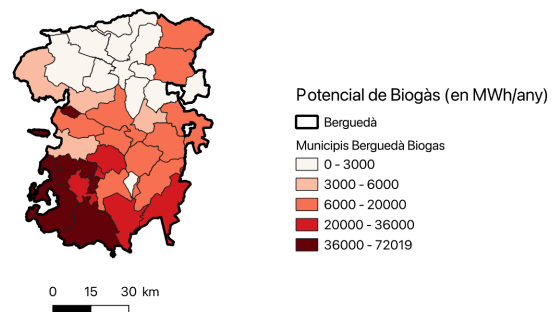 Potencial de Biogàs (en MWh/any)
Berguedà
Municipis Berguedà Biogas
0 - 3000
3000 - 6000
6000 - 20000
20000 - 36000
36000 - 72019
0 15 30 km